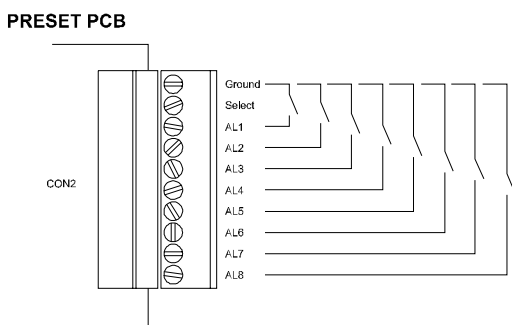 PRESET PCB
Ground
Select
AL1
AL2
AL3
CON2
AL4
AL5
AL6
AL7
AL8